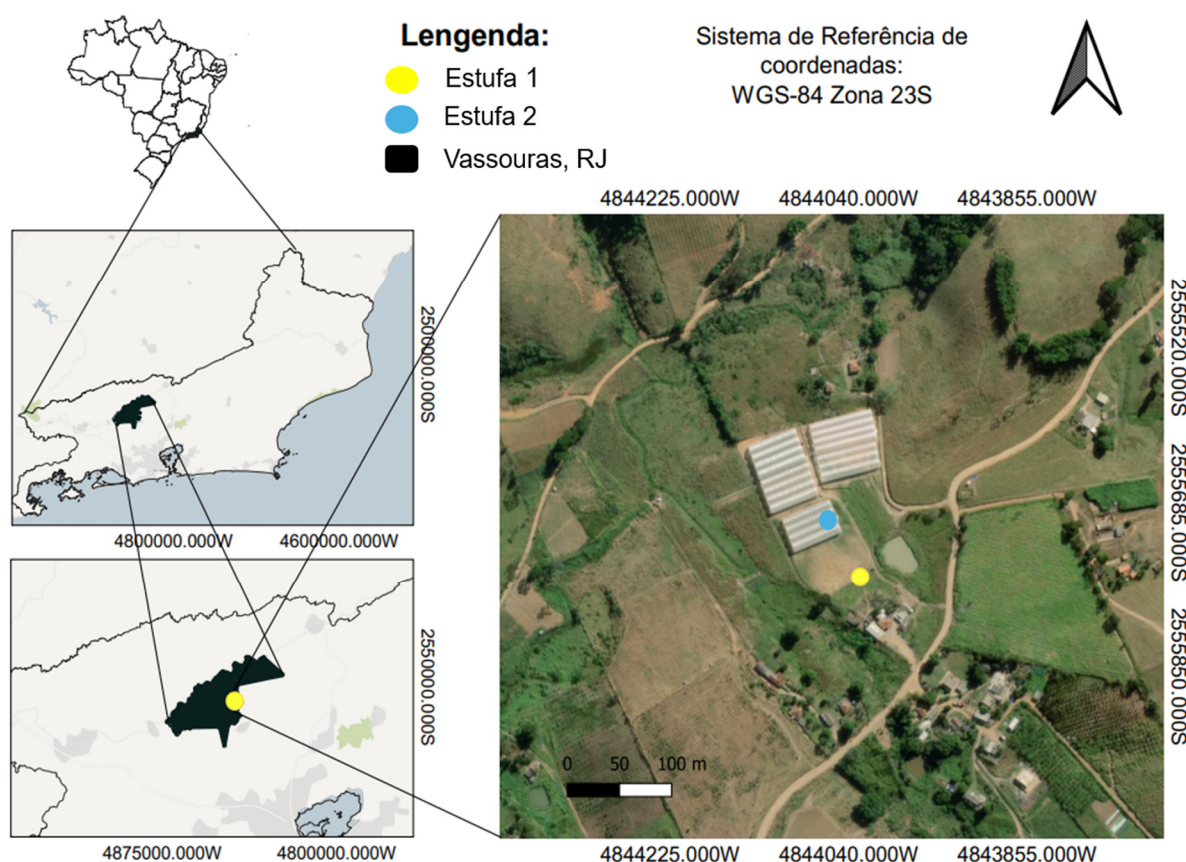 Lengenda:
Estufa 1
Estufa 2
Vassouras, RJ
Sistema de Referência de
coordenadas:
WGS-84 Zona 23S
4844225.000W 4844040.000W 4843855.000W
2500000.000S
4800000.000W 4600000.000W
2550000.000S
4875000.000W 4800000.000W
2555520.000S
2555685.000S
2555850.000S
0 50 100 m
4844225.000W 4844040.000W 4843855.000W